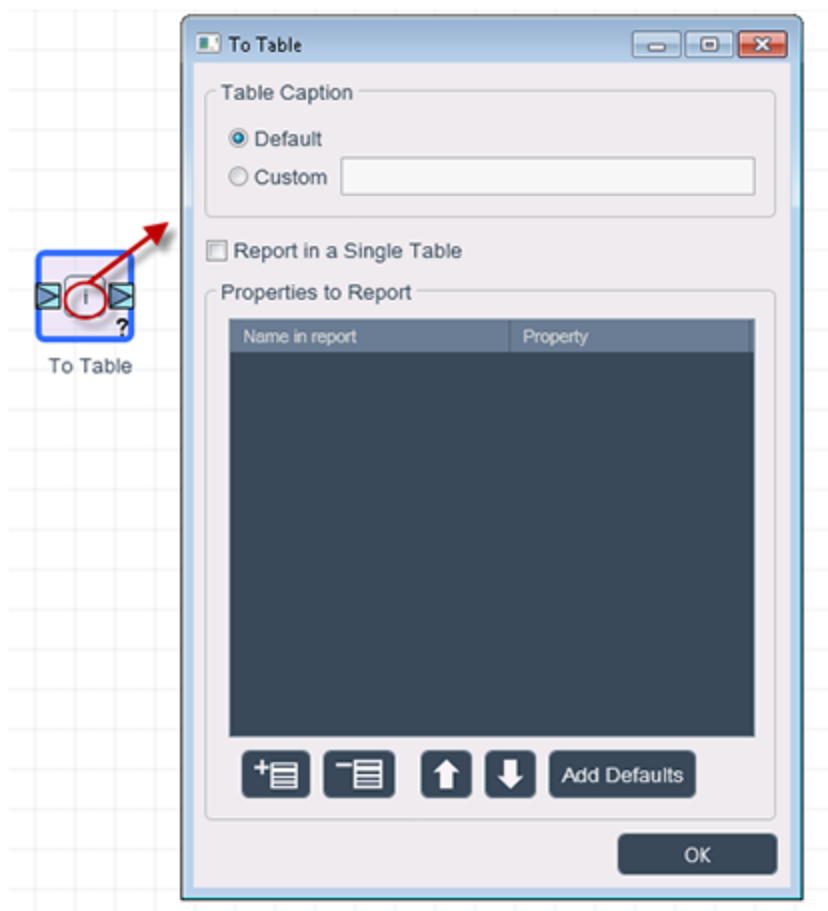 To Table
Table Caption
Default
Custom
Report in a Single Table
Properties to Report
Name in report Property
i
?
To Table
Add Defaults
OK